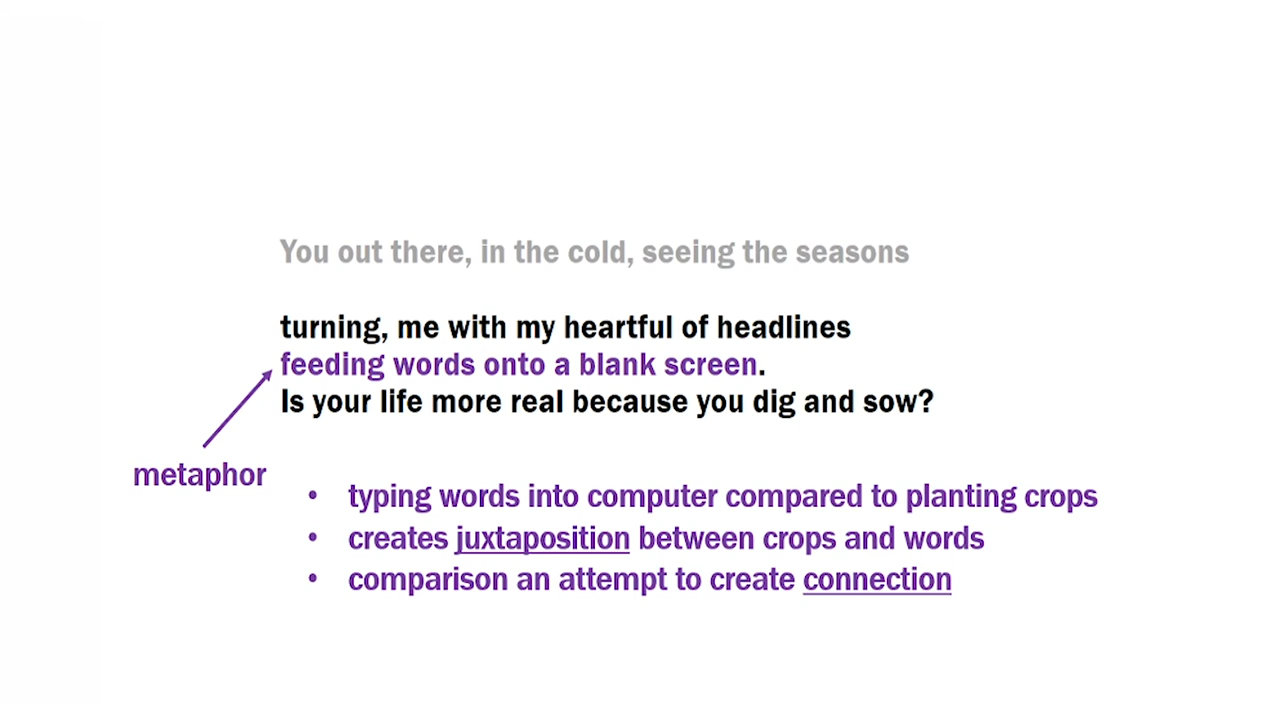 You out there, in the cold, seeing the seasons
turning, me with my heartful of headlines
feeding words onto a blank screen.
Is your life more real because you dig and sow?
metaphor
• typing words into computer compared to planting crops
• creates juxtaposition between crops and words
• comparison an attempt to create connection